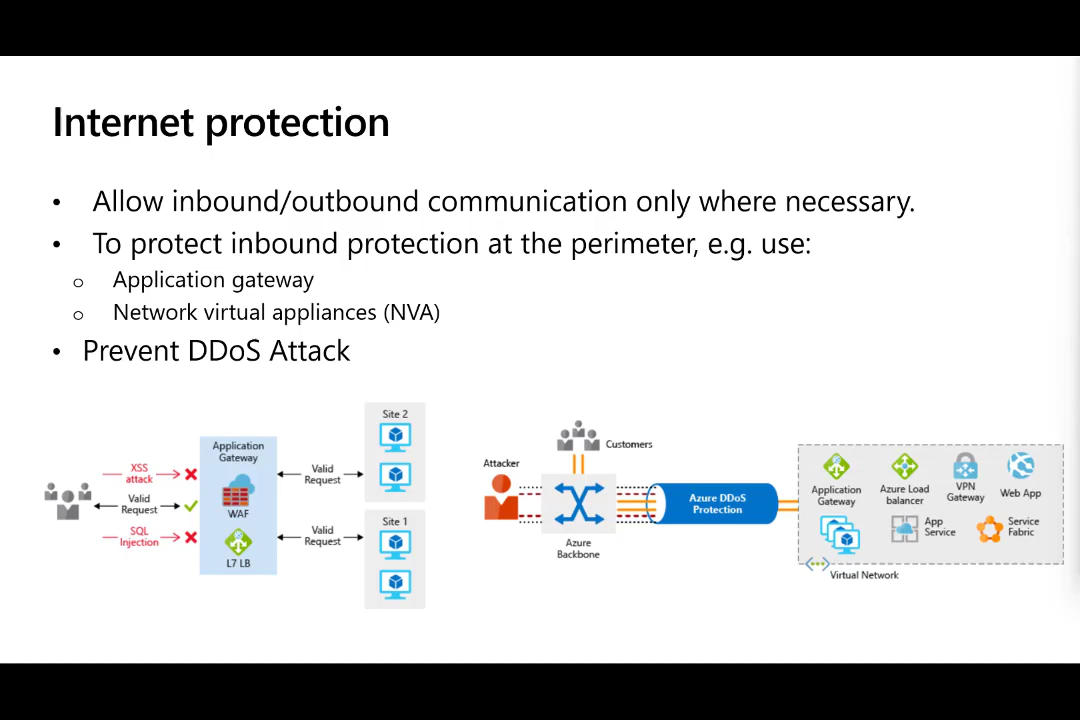 Internet protection
• Allow inbound/outbound communication only where necessary.
• To protect inbound protection at the perimeter, e.g. use:
o Application gateway
o Network virtual appliances (NVA)
• Prevent DDoS Attack
XSS
attack
Valid
Request
SQL
Injection
Application
Gateway
WAF
L7 LB
Valid
Request
Valid
Request
Site 2
Site 1
Attacker
Customers
Azure
Backbone
Azure DDoS
Protection
Application
Gateway
Azure Load
balancer
VPN
Gateway
Web App
App
Service
Service
Fabric
Virtual Network